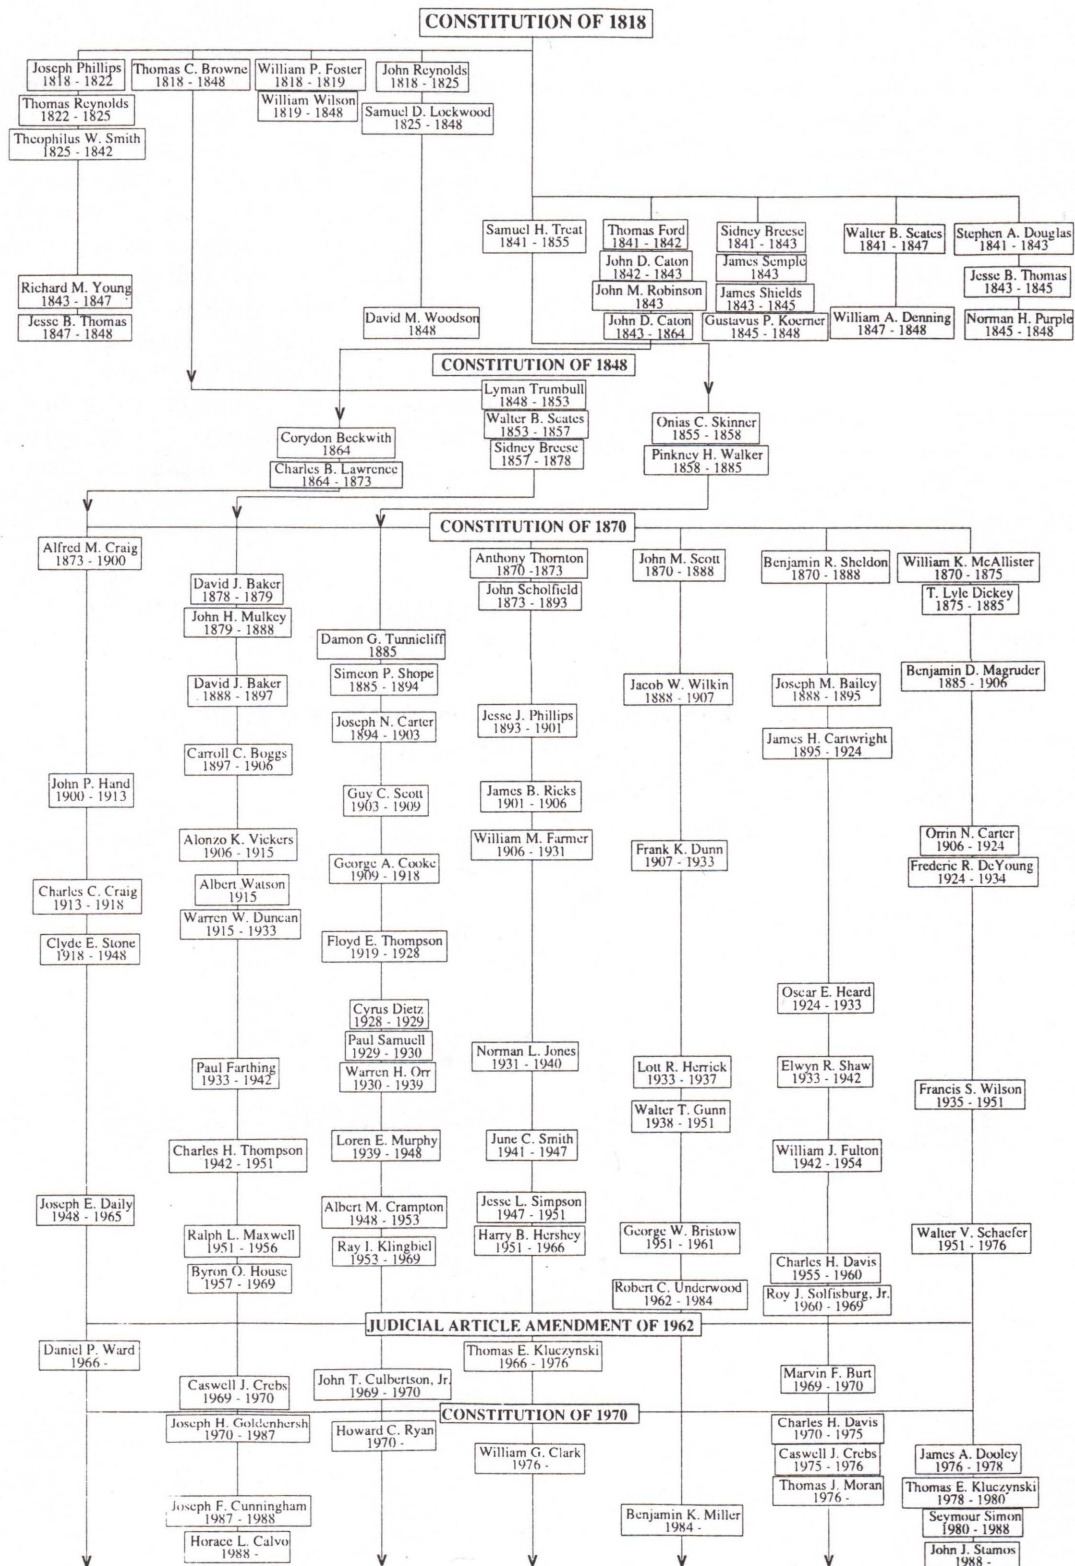 CONSTITUTION OF 1818
Joseph Phillips
1818 - 1822
Thomas Reynolds
1822 - 1825
Theophilus W. Smith
1825 - 1842
Richard M. Young
1843 - 1847
Jesse B. Thomas
1847 - 1848
Thomas C. Browne
1818 - 1848
William P. Foster
1818 - 1819
William Wilson
1819 - 1848
John Reynolds
1818 - 1825
Samuel D. Lockwood
1825 - 1848
David M. Woodson
1848
Samuel H. Treat
1841 - 1855
Thomas Ford
1841 - 1842
John D. Caton
1842 - 1843
John M. Robinson
1843
John D. Caton
1843 - 1864
Sidney Breese
1841 - 1843
James Semple
1843
James Shields
1843 - 1845
Gustavus P. Koerner
1845 - 1848
Walter B. Scates
1841 - 1847
William A. Denning
1847 - 1848
Stephen A. Douglas
1841 - 1843
Jesse B. Thomas
1843 - 1845
Norman H. Purple
1845 - 1848
CONSTITUTION OF 1848
Corydon Beckwith
1864
Charles B. Lawrence
1864 - 1873
Lyman Trumbull
1848 - 1853
Walter B. Scates
1853 - 1857
Sidney Breese
1857 - 1878
Onias C. Skinner
1855 - 1858
Pinkney H. Walker
1858 - 1885
CONSTITUTION OF 1870
Alfred M. Craig
1873 - 1900
John P. Hand
1900 - 1913
Charles C. Craig
1913 - 1918
Clyde E. Stone
1918 - 1948
Joseph E. Daily
1948 - 1965
David J. Baker
1878 - 1879
John H. Mulkey
1879 - 1888
David J. Baker
1888 - 1897
Carroll C. Boggs
1897 - 1906
Alonzo K. Vickers
1906 - 1915
Albert Watson
1915
Warren W. Duncan
1915 - 1933
Paul Farthing
1933 - 1942
Charles H. Thompson
1942 - 1951
Ralph L. Maxwell
1951 - 1956
Byron O. House
1957 - 1969
Damon G. Tunnicliff
1885
Simeon P. Shope
1885 - 1894
Joseph N. Carter
1894 - 1903
Guy C. Scott
1903 - 1909
George A. Cooke
1909 - 1918
Floyd E. Thompson
1919 - 1928
Cyrus Dietz
1928 - 1929
Paul Samuell
1929 - 1930
Warren H. Orr
1930 - 1939
Loren E. Murphy
1939 - 1948
Albert M. Crampton
1948 - 1953
Ray I. Klingbiel
1953 - 1969
Anthony Thornton
1870 - 1873
John Scholfield
1873 - 1893
Jesse J. Phillips
1893 - 1901
James B. Ricks
1901 - 1906
William M. Farmer
1906 - 1931
Norman L. Jones
1931 - 1940
June C. Smith
1941 - 1947
Jesse L. Simpson
1947 - 1951
Harry B. Hershey
1951 - 1966
John M. Scott
1870 - 1888
Jacob W. Wilkin
1888 - 1907
Frank K. Dunn
1907 - 1933
Lott R. Herrick
1933 - 1937
Walter T. Gunn
1938 - 1951
George W. Bristow
1951 - 1961
Robert C. Underwood
1962 - 1984
Benjamin R. Sheldon
1870 - 1888
Joseph M. Bailey
1888 - 1895
James H. Cartwright
1895 - 1924
Oscar E. Heard
1924 - 1933
Elwyn R. Shaw
1933 - 1942
William J. Fulton
1942 - 1954
Charles H. Davis
1955 - 1960
Roy J. Solfisburg, Jr.
1960 - 1969
William K. McAllister
1870 - 1875
T. Lyle Dickey
1875 - 1885
Benjamin D. Magruder
1885 - 1906
Orrin N. Carter
1906 - 1924
Frederic R. DeYoung
1924 - 1934
Francis S. Wilson
1935 - 1951
Walter V. Schaefer
1951 - 1976
JUDICIAL ARTICLE AMENDMENT OF 1962
Daniel P. Ward
1966 -
Caswell J. Crebs
1969 - 1970
John T. Culbertson, Jr.
1969 - 1970
Thomas E. Kluczynski
1966 - 1976
Marvin F. Burt
1969 - 1970
CONSTITUTION OF 1970
Joseph H. Goldenhersh
1970 - 1987
Joseph F. Cunningham
1987 - 1988
Horace L. Calvo
1988 -
Howard C. Ryan
1970 -
William G. Clark
1976 -
Benjamin K. Miller
1984 -
Charles H. Davis
1970 - 1975
Caswell J. Crebs
1975 - 1976
Thomas J. Moran
1976 -
James A. Dooley
1976 - 1978
Thomas E. Kluczynski
1978 - 1980
Seymour Simon
1980 - 1988
John J. Stamos
1988 -